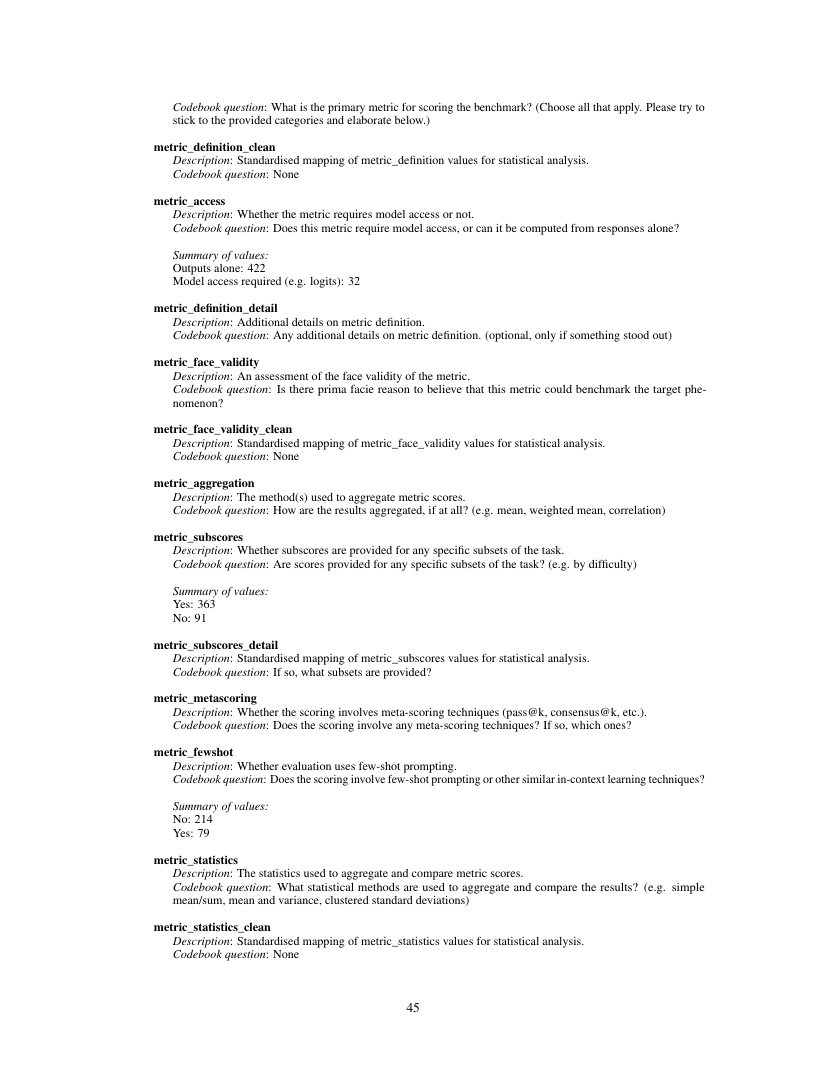 Codebook question: What is the primary metric for scoring the benchmark? (Choose all that apply. Please try to
stick to the provided categories and elaborate below.)
metric_definition_clean
Description: Standardised mapping of metric_definition values for statistical analysis.
Codebook question: None
metric_access
Description: Whether the metric requires model access or not.
Codebook question: Does this metric require model access, or can it be computed from responses alone?
Summary of values:
Outputs alone: 422
Model access required (e.g. logits): 32
metric_definition_detail
Description: Additional details on metric definition.
Codebook question: Any additional details on metric definition. (optional, only if something stood out)
metric_face_validity
Description: An assessment of the face validity of the metric.
Codebook question: Is there prima facie reason to believe that this metric could benchmark the target phe-
nomenon?
metric_face_validity_clean
Description: Standardised mapping of metric_face_validity values for statistical analysis.
Codebook question: None
metric_aggregation
Description: The method(s) used to aggregate metric scores.
Codebook question: How are the results aggregated, if at all? (e.g. mean, weighted mean, correlation)
metric_subscores
Description: Whether subscores are provided for any specific subsets of the task.
Codebook question: Are scores provided for any specific subsets of the task? (e.g. by difficulty)
Summary of values:
Yes: 363
No: 91
metric_subscores_detail
Description: Standardised mapping of metric_subscores values for statistical analysis.
Codebook question: If so, what subsets are provided?
metric_metascoring
Description: Whether the scoring involves meta-scoring techniques (pass@k, consensus@k, etc.).
Codebook question: Does the scoring involve any meta-scoring techniques? If so, which ones?
metric_fewshot
Description: Whether evaluation uses few-shot prompting.
Codebook question: Does the scoring involve few-shot prompting or other similar in-context learning techniques?
Summary of values:
No: 214
Yes: 79
metric_statistics
Description: The statistics used to aggregate and compare metric scores.
Codebook question: What statistical methods are used to aggregate and compare the results? (e.g. simple
mean/sum, mean and variance, clustered standard deviations)
metric_statistics_clean
Description: Standardised mapping of metric_statistics values for statistical analysis.
Codebook question: None
45